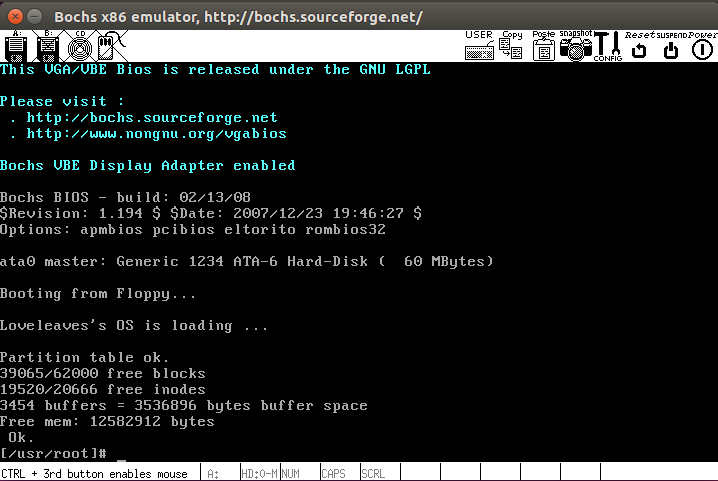 Bochs x86 emulator, http://bochs.sourceforge.net/
A: B: CD USER Copy Paste Snapshot CONFIG Reset SUSPEND Power
This VGA/VBE Bios is released under the GNU LGPL
Please visit :
. http://bochs.sourceforge.net
. http://www.nongnu.org/vgabios
Bochs VBE Display Adapter enabled
Bochs BIOS - build: 02/13/08
$Revision: 1.194 $ $Date: 2007/12/23 19:46:27 $
Options: apmbios pcibios eltorito rombios32
ata0 master: Generic 1234 ATA-6 Hard-Disk (  60 MBytes)
Booting from Floppy...
Loveleaves's OS is loading ...
Partition table ok.
39065/62000 free blocks
19520/20666 free inodes
3454 buffers = 3536896 bytes buffer space
Free mem: 12582912 bytes
Ok.
[/usr/root]# _
CTRL + 3rd button enables mouse A: HD:0-M NUM CAPS SCRL